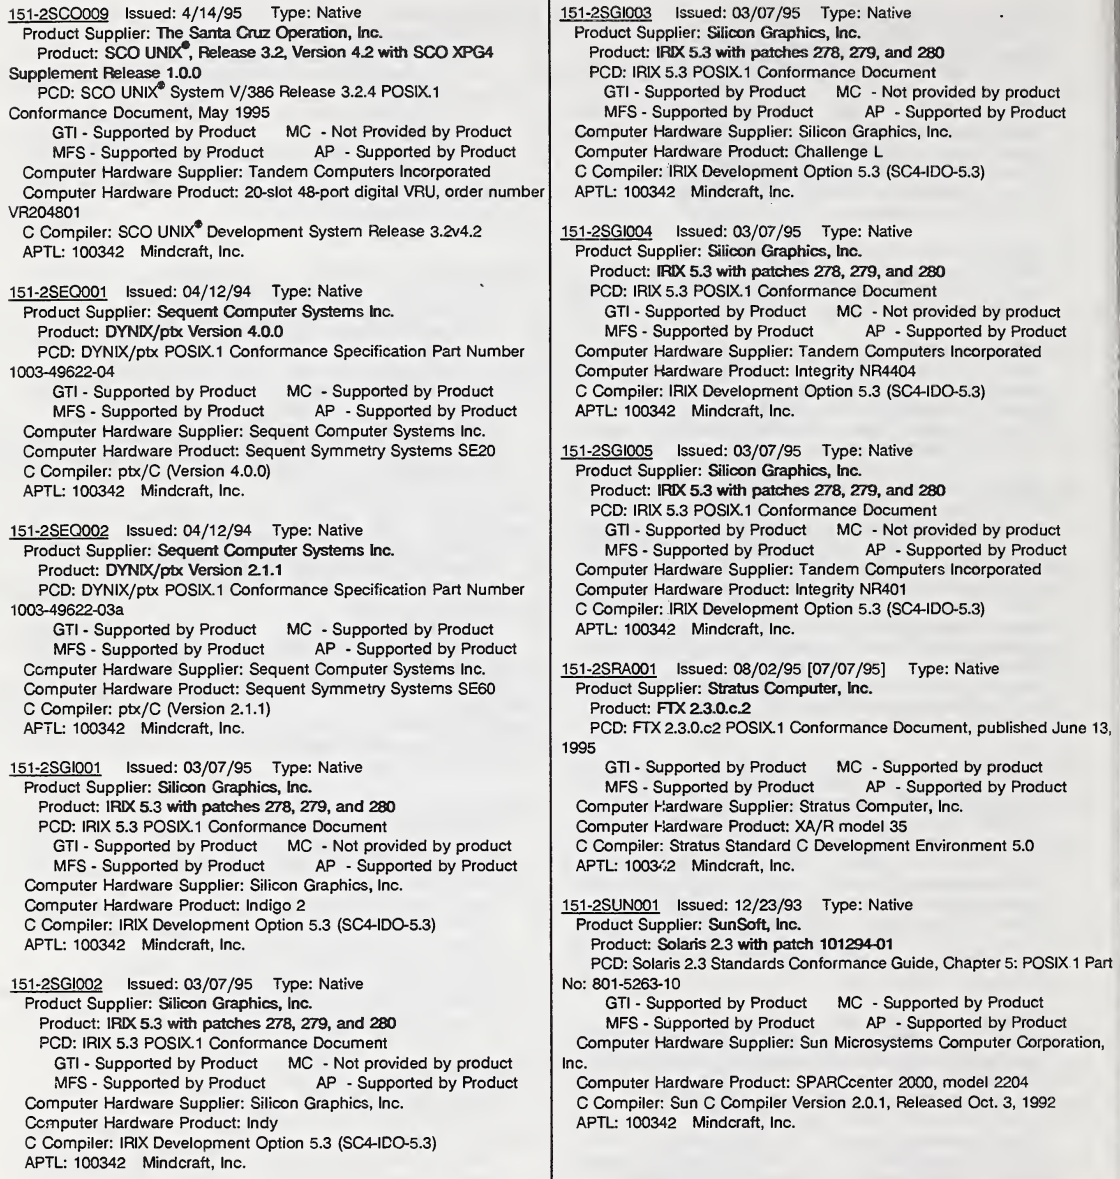 151-2SCO009 Issued: 4/14/95 Type: Native
Product Supplier: The Santa Cruz Operation, Inc.
Product: SCO UNIX®, Release 3.2, Version 4.2 with SCO XPG4
Supplement Release 1.0.0
PCD: SCO UNIX® System V/386 Release 3.2.4 POSIX.1
Conformance Document, May 1995
GTI - Supported by Product MC - Not Provided by Product
MFS - Supported by Product AP - Supported by Product
Computer Hardware Supplier: Tandem Computers Incorporated
Computer Hardware Product: 20-slot 48-port digital VRU, order number
VR204801
C Compiler: SCO UNIX® Development System Release 3.2v4.2
APTL: 100342 Mindcraft, Inc.

151-2SEQ001 Issued: 04/12/94 Type: Native
Product Supplier: Sequent Computer Systems Inc.
Product: DYNIX/ptx Version 4.0.0
PCD: DYNIX/ptx POSIX.1 Conformance Specification Part Number
1003-49622-04
GTI - Supported by Product MC - Supported by Product
MFS - Supported by Product AP - Supported by Product
Computer Hardware Supplier: Sequent Computer Systems Inc.
Computer Hardware Product: Sequent Symmetry Systems SE20
C Compiler: ptx/C (Version 4.0.0)
APTL: 100342 Mindcraft, Inc.

151-2SEQ002 Issued: 04/12/94 Type: Native
Product Supplier: Sequent Computer Systems Inc.
Product: DYNIX/ptx Version 2.1.1
PCD: DYNIX/ptx POSIX.1 Conformance Specification Part Number
1003-49622-03a
GTI - Supported by Product MC - Supported by Product
MFS - Supported by Product AP - Supported by Product
Computer Hardware Supplier: Sequent Computer Systems Inc.
Computer Hardware Product: Sequent Symmetry Systems SE60
C Compiler: ptx/C (Version 2.1.1)
APTL: 100342 Mindcraft, Inc.

151-2SGI001 Issued: 03/07/95 Type: Native
Product Supplier: Silicon Graphics, Inc.
Product: IRIX 5.3 with patches 278, 279, and 280
PCD: IRIX 5.3 POSIX.1 Conformance Document
GTI - Supported by Product MC - Not provided by product
MFS - Supported by Product AP - Supported by Product
Computer Hardware Supplier: Silicon Graphics, Inc.
Computer Hardware Product: Indigo 2
C Compiler: IRIX Development Option 5.3 (SC4-IDO-5.3)
APTL: 100342 Mindcraft, Inc.

151-2SGI002 Issued: 03/07/95 Type: Native
Product Supplier: Silicon Graphics, Inc.
Product: IRIX 5.3 with patches 278, 279, and 280
PCD: IRIX 5.3 POSIX.1 Conformance Document
GTI - Supported by Product MC - Not provided by product
MFS - Supported by Product AP - Supported by Product
Computer Hardware Supplier: Silicon Graphics, Inc.
Computer Hardware Product: Indy
C Compiler: IRIX Development Option 5.3 (SC4-IDO-5.3)
APTL: 100342 Mindcraft, Inc.

151-2SGI003 Issued: 03/07/95 Type: Native
Product Supplier: Silicon Graphics, Inc.
Product: IRIX 5.3 with patches 278, 279, and 280
PCD: IRIX 5.3 POSIX.1 Conformance Document
GTI - Supported by Product MC - Not provided by product
MFS - Supported by Product AP - Supported by Product
Computer Hardware Supplier: Silicon Graphics, Inc.
Computer Hardware Product: Challenge L
C Compiler: IRIX Development Option 5.3 (SC4-IDO-5.3)
APTL: 100342 Mindcraft, Inc.

151-2SGI004 Issued: 03/07/95 Type: Native
Product Supplier: Silicon Graphics, Inc.
Product: IRIX 5.3 with patches 278, 279, and 280
PCD: IRIX 5.3 POSIX.1 Conformance Document
GTI - Supported by Product MC - Not provided by product
MFS - Supported by Product AP - Supported by Product
Computer Hardware Supplier: Tandem Computers Incorporated
Computer Hardware Product: Integrity NR4404
C Compiler: IRIX Development Option 5.3 (SC4-IDO-5.3)
APTL: 100342 Mindcraft, Inc.

151-2SGI005 Issued: 03/07/95 Type: Native
Product Supplier: Silicon Graphics, Inc.
Product: IRIX 5.3 with patches 278, 279, and 280
PCD: IRIX 5.3 POSIX.1 Conformance Document
GTI - Supported by Product MC - Not provided by product
MFS - Supported by Product AP - Supported by Product
Computer Hardware Supplier: Tandem Computers Incorporated
Computer Hardware Product: Integrity NR401
C Compiler: IRIX Development Option 5.3 (SC4-IDO-5.3)
APTL: 100342 Mindcraft, Inc.

151-2SRA001 Issued: 08/02/95 [07/07/95] Type: Native
Product Supplier: Stratus Computer, Inc.
Product: FTX 2.3.0.c.2
PCD: FTX 2.3.0.c2 POSIX.1 Conformance Document, published June 13,
1995
GTI - Supported by Product MC - Supported by product
MFS - Supported by Product AP - Supported by Product
Computer Hardware Supplier: Stratus Computer, Inc.
Computer Hardware Product: XA/R model 35
C Compiler: Stratus Standard C Development Environment 5.0
APTL: 100342 Mindcraft, Inc.

151-2SUN001 Issued: 12/23/93 Type: Native
Product Supplier: SunSoft, Inc.
Product: Solaris 2.3 with patch 101294-01
PCD: Solaris 2.3 Standards Conformance Guide, Chapter 5: POSIX 1 Part
No: 801-5263-10
GTI - Supported by Product MC - Supported by Product
MFS - Supported by Product AP - Supported by Product
Computer Hardware Supplier: Sun Microsystems Computer Corporation,
Inc.
Computer Hardware Product: SPARCcenter 2000, model 2204
C Compiler: Sun C Compiler Version 2.0.1, Released Oct. 3, 1992
APTL: 100342 Mindcraft, Inc.